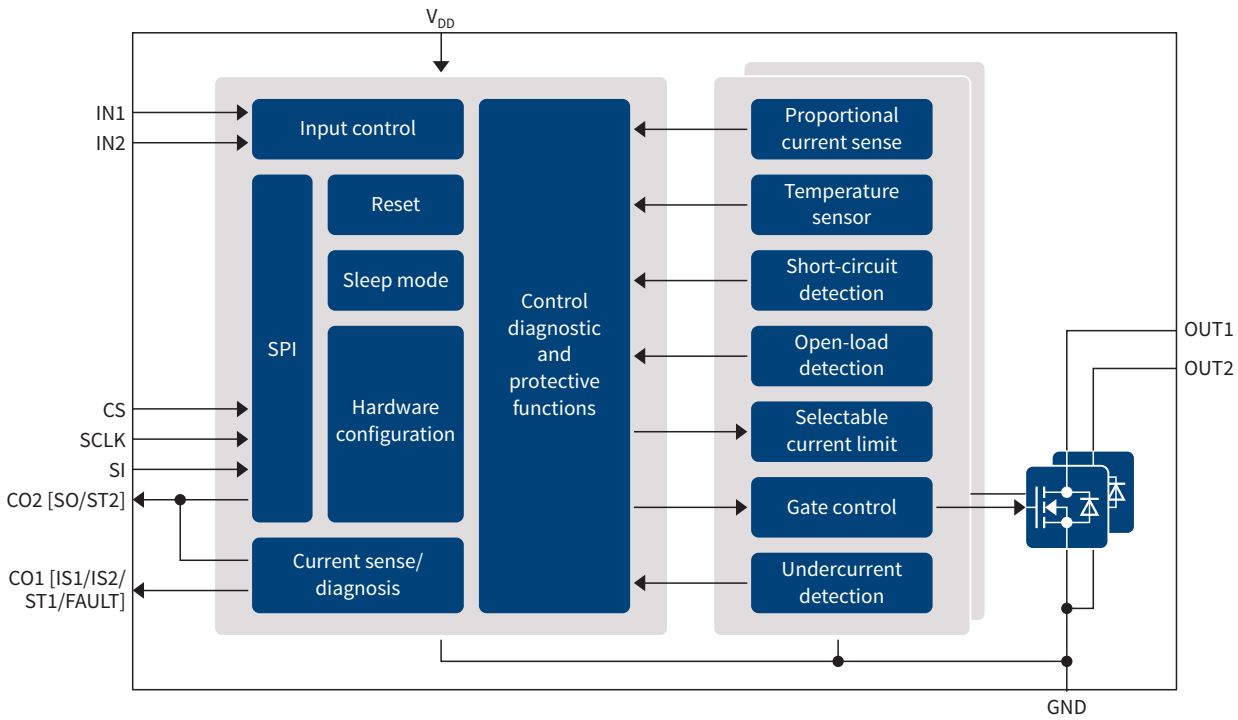 VDD
IN1
IN2
Input control
Reset
Sleep mode
SPI
Hardware
configuration
Current sense/
diagnosis
CS
SCLK
SI
CO2 [SO/ST2]
CO1 [IS1/IS2/
ST1/FAULT]
Control
diagnostic
and
protective
functions
Proportional
current sense
Temperature
sensor
Short-circuit
detection
Open-load
detection
Selectable
current limit
Gate control
Undercurrent
detection
OUT1
OUT2
GND